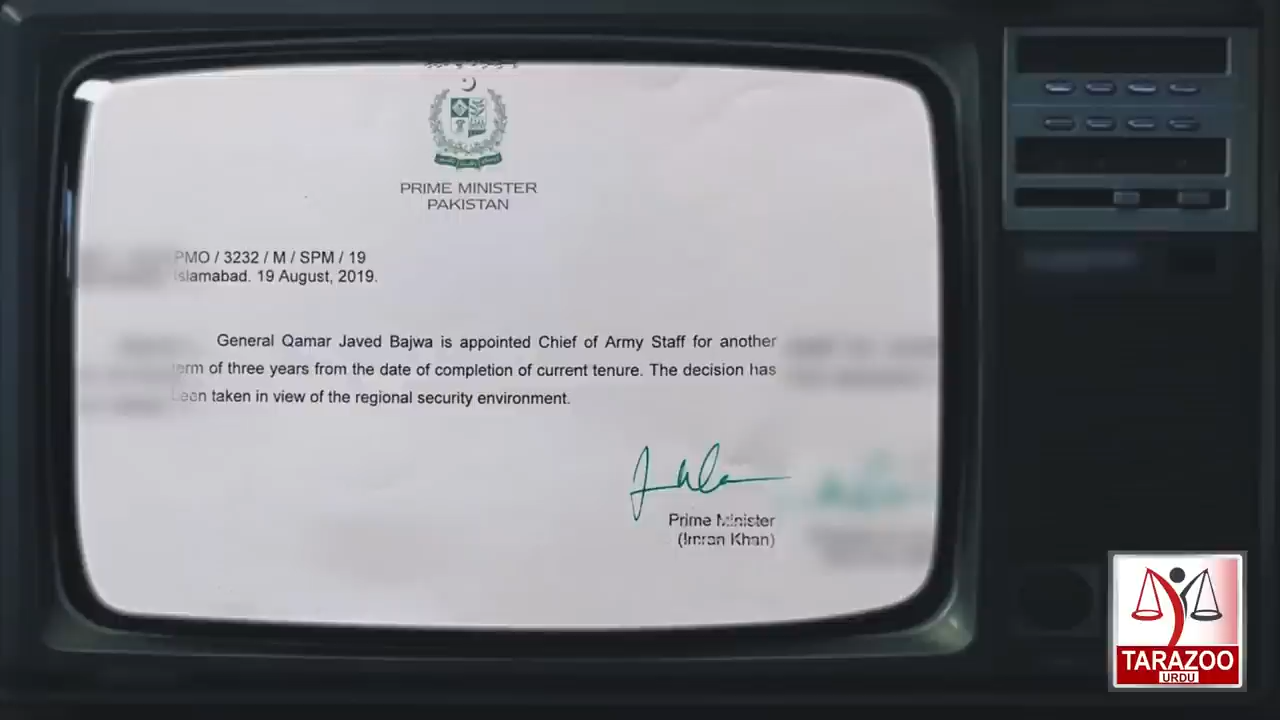 PRIME MINISTER
PAKISTAN
PMO / 3232 / M / SPM / 19
Islamabad. 19 August, 2019.
General Qamar Javed Bajwa is appointed Chief of Army Staff for another
term of three years from the date of completion of current tenure. The decision has
been taken in view of the regional security environment.
Prime Minister
(Imran Khan)
TARAZOO
URDU